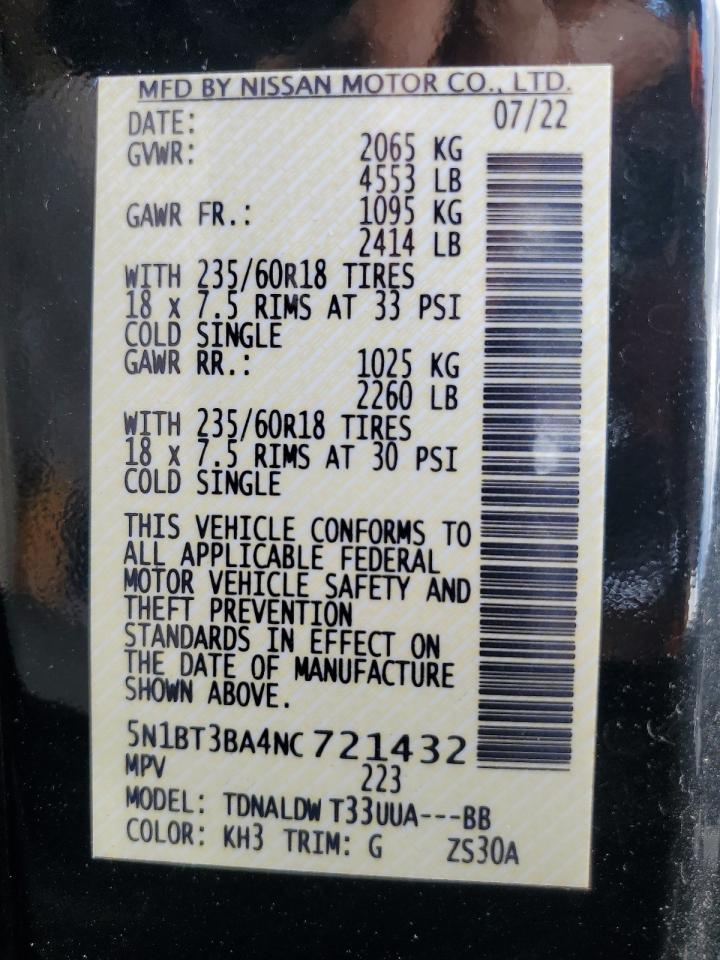 MFD BY NISSAN MOTOR CO., LTD.
DATE: 07/22
GVWR: 2065 KG
4553 LB
GAWR FR.: 1095 KG
2414 LB
WITH 235/60R18 TIRES
18 x 7.5 RIMS AT 33 PSI
COLD SINGLE
GAWR RR.: 1025 KG
2260 LB
WITH 235/60R18 TIRES
18 x 7.5 RIMS AT 30 PSI
COLD SINGLE
THIS VEHICLE CONFORMS TO
ALL APPLICABLE FEDERAL
MOTOR VEHICLE SAFETY AND
THEFT PREVENTION
STANDARDS IN EFFECT ON
THE DATE OF MANUFACTURE
SHOWN ABOVE.
5N1BT3BA4NC721432
MPV 223
MODEL: TDNALDW T33UUA---BB
COLOR: KH3 TRIM: G ZS30A